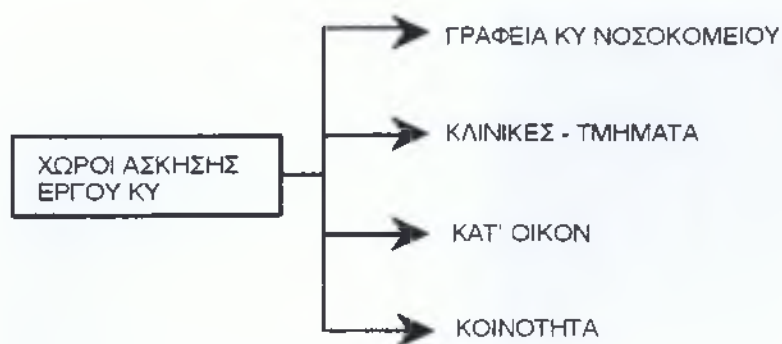 ΓΡΑΦΕΙΑ ΚΥ ΝΟΣΟΚΟΜΕΙΟΥ
ΚΛΙΝΙΚΕΣ - ΤΜΗΜΑΤΑ
ΧΩΡΟΙ ΑΣΚΗΣΗΣ
ΕΡΓΟΥ ΚΥ
ΚΑΤ' ΟΙΚΟΝ
ΚΟΙΝΟΤΗΤΑ